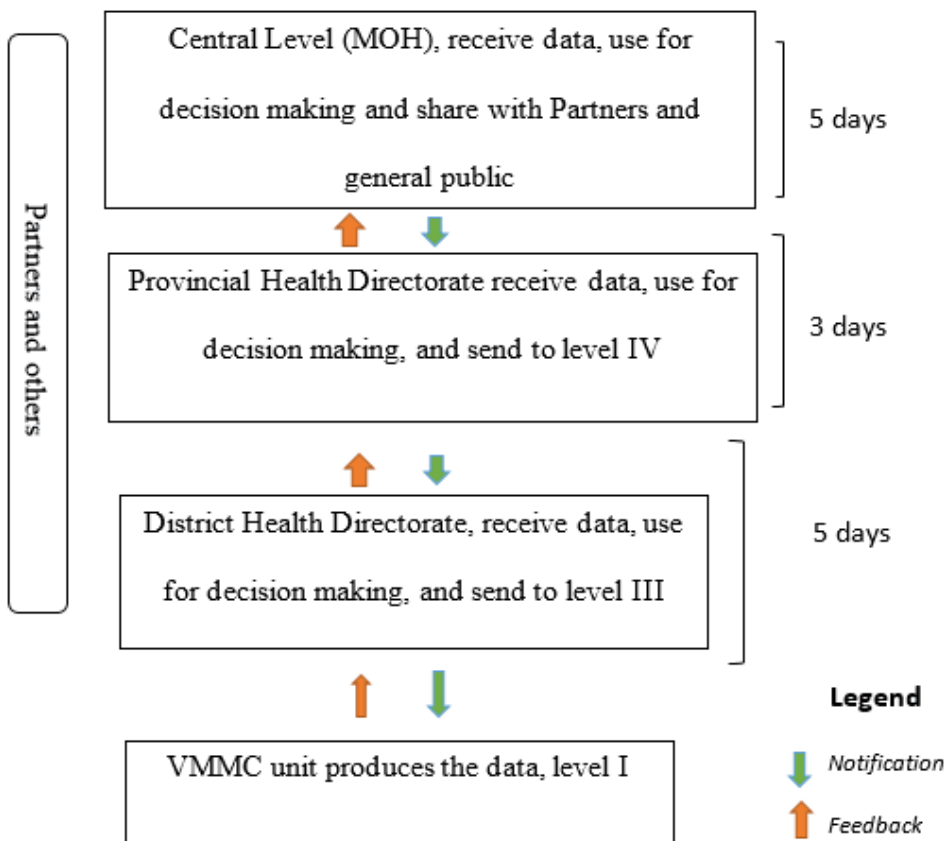 Central Level (MOH), receive data, use for
decision making and share with Partners and
general public
5 days
Partners and others
Provincial Health Directorate receive data, use for
decision making, and send to level IV
3 days
District Health Directorate, receive data, use
for decision making, and send to level III
5 days
VMMC unit produces the data, level I
Legend
Notification
Feedback